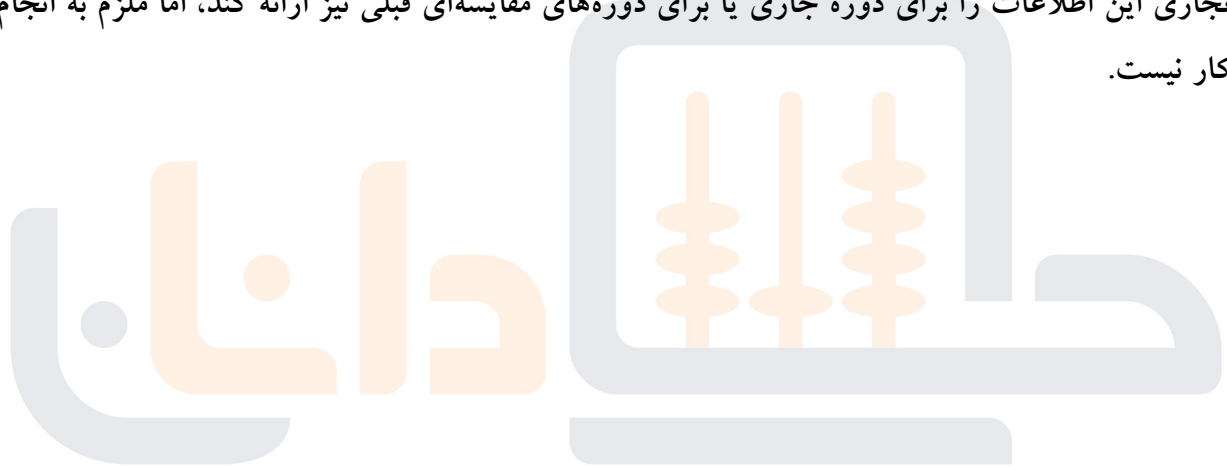 تجاری این اطلاعات را برای دوره جاری یا برای دوره‌های مقایسه‌ای قبلی نیز ارائه کند، اما ملزم به انجام
کار نیست.
حسابدانان